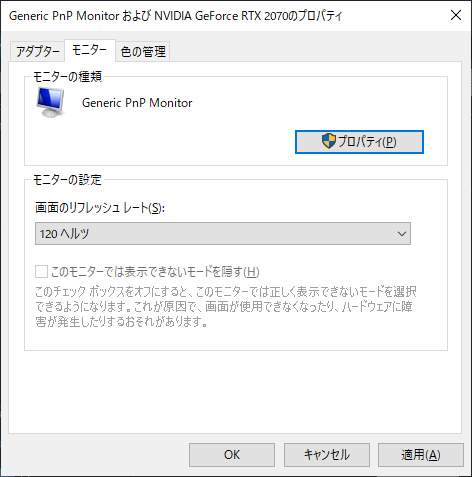 Generic PnP Monitor および NVIDIA GeForce RTX 2070のプロパティ
アダプター モニター 色の管理
モニターの種類
Generic PnP Monitor
プロパティ(P)
モニターの設定
画面のリフレッシュ レート(S):
120 ヘルツ
このモニターでは表示できないモードを隠す(H)
このチェック ボックスをオフにすると、このモニターでは正しく表示できないモードを選択
できるようになります。これが原因で、画面が使用できなくなったり、ハードウェアに障
害が発生したりするおそれがあります。
OK キャンセル 適用(A)